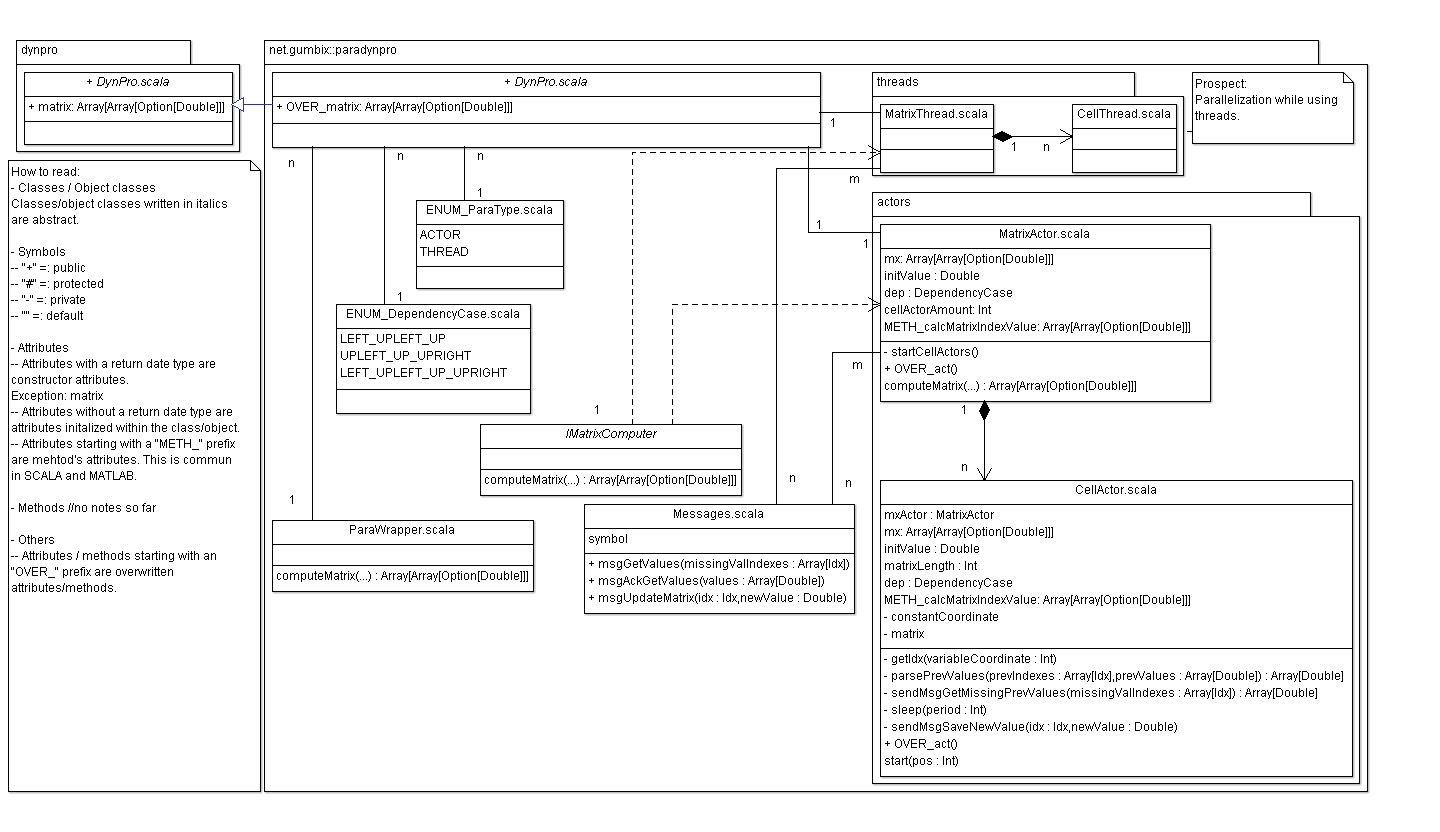 dynpro
+ DynPro.scala
+ matrix: Array[Array[Option[Double]]]
How to read:
- Classes / Object classes
Classes/object classes written in italics
are abstract.
- Symbols
-- "+" =: public
-- "#" =: protected
-- "-" =: private
-- "" =: default
- Attributes
-- Attributes with a return date type are
constructor attributes.
Exception: matrix
-- Attributes without a return date type are
attributes initalized within the class/object.
-- Attributes starting with a "METH_" prefix
are mehtod's attributes. This is commun
in SCALA and MATLAB.
- Methods //no notes so far
- Others
-- Attributes / methods starting with an
"OVER_" prefix are overwritten
attributes/methods.
net.gumbix::paradynpro
+ DynPro.scala
+ OVER_matrix: Array[Array[Option[Double]]]
n
n
n
1
1
1
1
ENUM_ParaType.scala
ACTOR
THREAD
1
ENUM_DependencyCase.scala
LEFT_UPLEFT_UP
UPLEFT_UP_UPRIGHT
LEFT_UPLEFT_UP_UPRIGHT
1
IMatrixComputer
computeMatrix(...) : Array[Array[Option[Double]]]
1
ParaWrapper.scala
computeMatrix(...) : Array[Array[Option[Double]]]
n
n
Messages.scala
symbol
+ msgGetValues(missingValIndexes : Array[Idx])
+ msgAckGetValues(values : Array[Double])
+ msgUpdateMatrix(idx : Idx,newValue : Double)
threads
MatrixThread.scala
1
n
CellThread.scala
m
Prospect:
Parallelization while using
threads.
actors
MatrixActor.scala
mx: Array[Array[Option[Double]]]
initValue : Double
dep : DependencyCase
cellActorAmount: Int
METH_calcMatrixIndexValue: Array[Array[Option[Double]]]
- startCellActors()
+ OVER_act()
computeMatrix(...) : Array[Array[Option[Double]]]
m
1
n
CellActor.scala
mxActor : MatrixActor
mx: Array[Array[Option[Double]]]
initValue : Double
matrixLength : Int
dep : DependencyCase
METH_calcMatrixIndexValue: Array[Array[Option[Double]]]
- constantCoordinate
- matrix
- getIdx(variableCoordinate : Int)
- parsePrevValues(prevIndexes : Array[Idx],prevValues : Array[Double]) : Array[Double]
- sendMsgGetMissingPrevValues(missingValIndexes : Array[Idx]) : Array[Double]
- sleep(period : Int)
- sendMsgSaveNewValue(idx : Idx,newValue : Double)
+ OVER_act()
start(pos : Int)